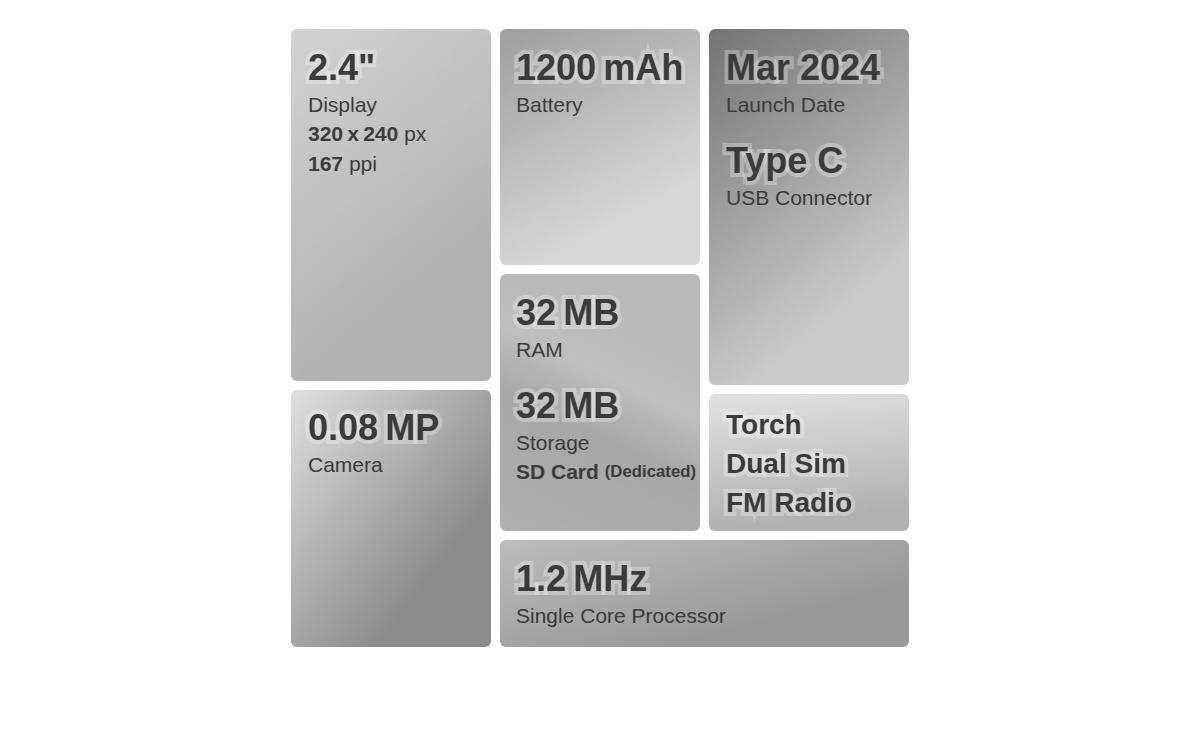 2.4"
Display
320 x 240 px
167 ppi
0.08 MP
Camera
1200 mAh
Battery
32 MB
RAM
32 MB
Storage
SD Card (Dedicated)
Mar 2024
Launch Date
Type C
USB Connector
Torch
Dual Sim
FM Radio
1.2 MHz
Single Core Processor